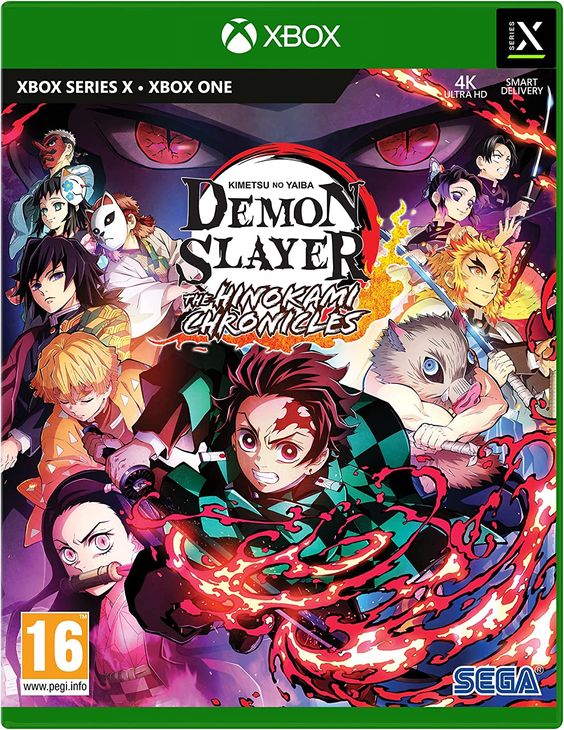 XBOX
SERIES X
XBOX SERIES X • XBOX ONE
4K
ULTRA HD
SMART
DELIVERY
KIMETSU NO YAIBA
DEMON
SLAYER
THE HINOKAMI
CHRONICLES
16
www.pegi.info
SEGA